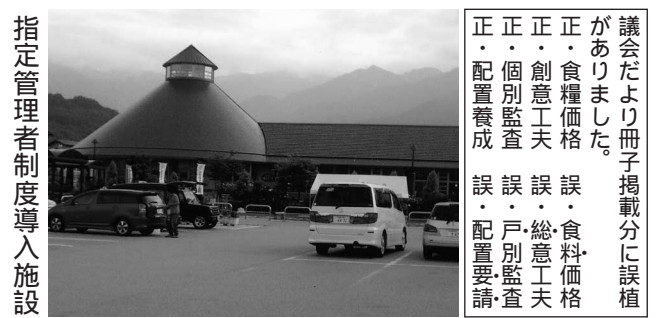 議会だより冊子掲載分に誤植
がありました。
正・食糧価格 誤・食料価格
正・創意工夫 誤・総意工夫
正・個別監査 誤・戸別監査
正・配置養成 誤・配置要請
指定管理者制度導入施設